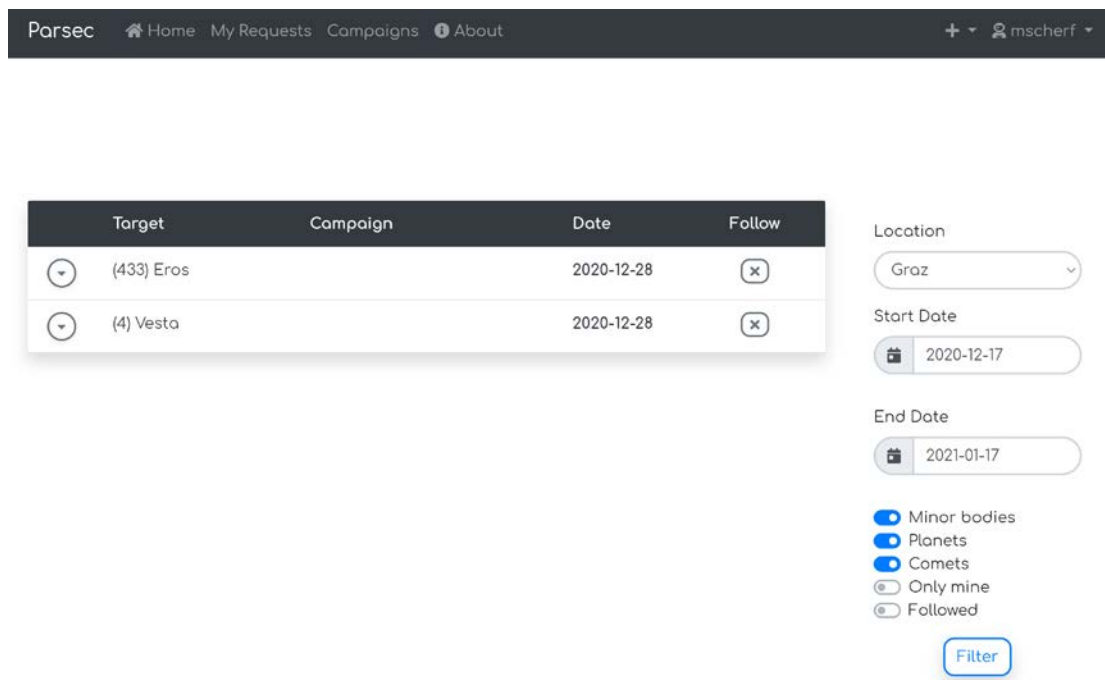 Parsec Home My Requests Campaigns About mscherf
Target Campaign Date Follow
(433) Eros 2020-12-28
(4) Vesta 2020-12-28
Location
Graz
Start Date
2020-12-17
End Date
2021-01-17
Minor bodies
Planets
Comets
Only mine
Followed
Filter